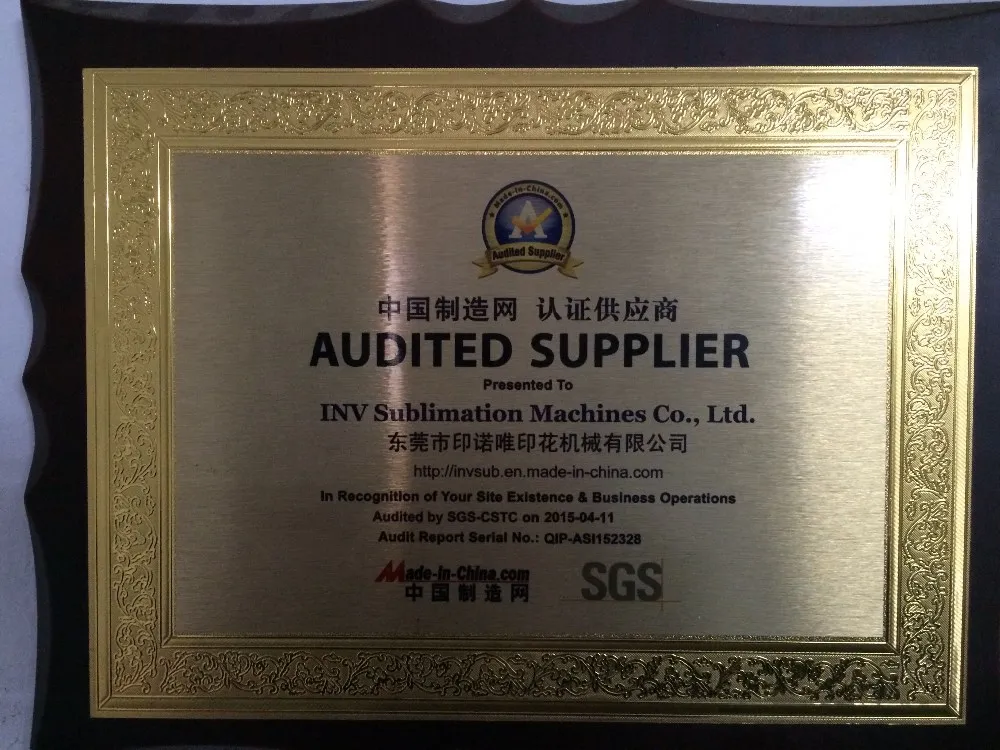 Made-in-China.com
A
Audited Supplier
中国制造网 认证供应商
AUDITED SUPPLIER
Presented To
INV Sublimation Machines Co., Ltd.
东莞市印诺唯印花机械有限公司
http://invsub.en.made-in-china.com
In Recognition of Your Site Existence & Business Operations
Audited by SGS-CSTC on 2015-04-11
Audit Report Serial No.: QIP-ASI152328
Made-in-China.com
中国制造网
SGS